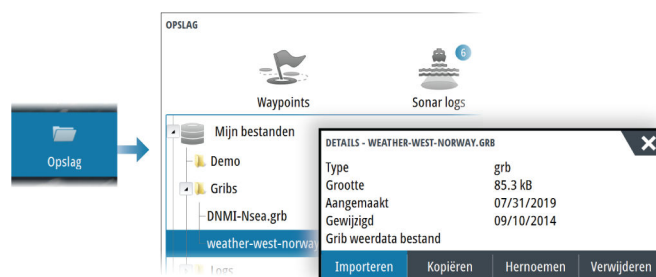 OPSLAG
6
Waypoints
Sonar logs
Opslag
Mijn bestanden
Demo
Gribs
DNMI-Nsea.grb
weather-west-norway
Logs
DETAILS - WEATHER-WEST-NORWAY.GRB
Type grb
Grootte 85.3 kB
Aangemaakt 07/31/2019
Gewijzigd 09/10/2014
Grib weerdata bestand
Importeren Kopiëren Hernoemen Verwijderen